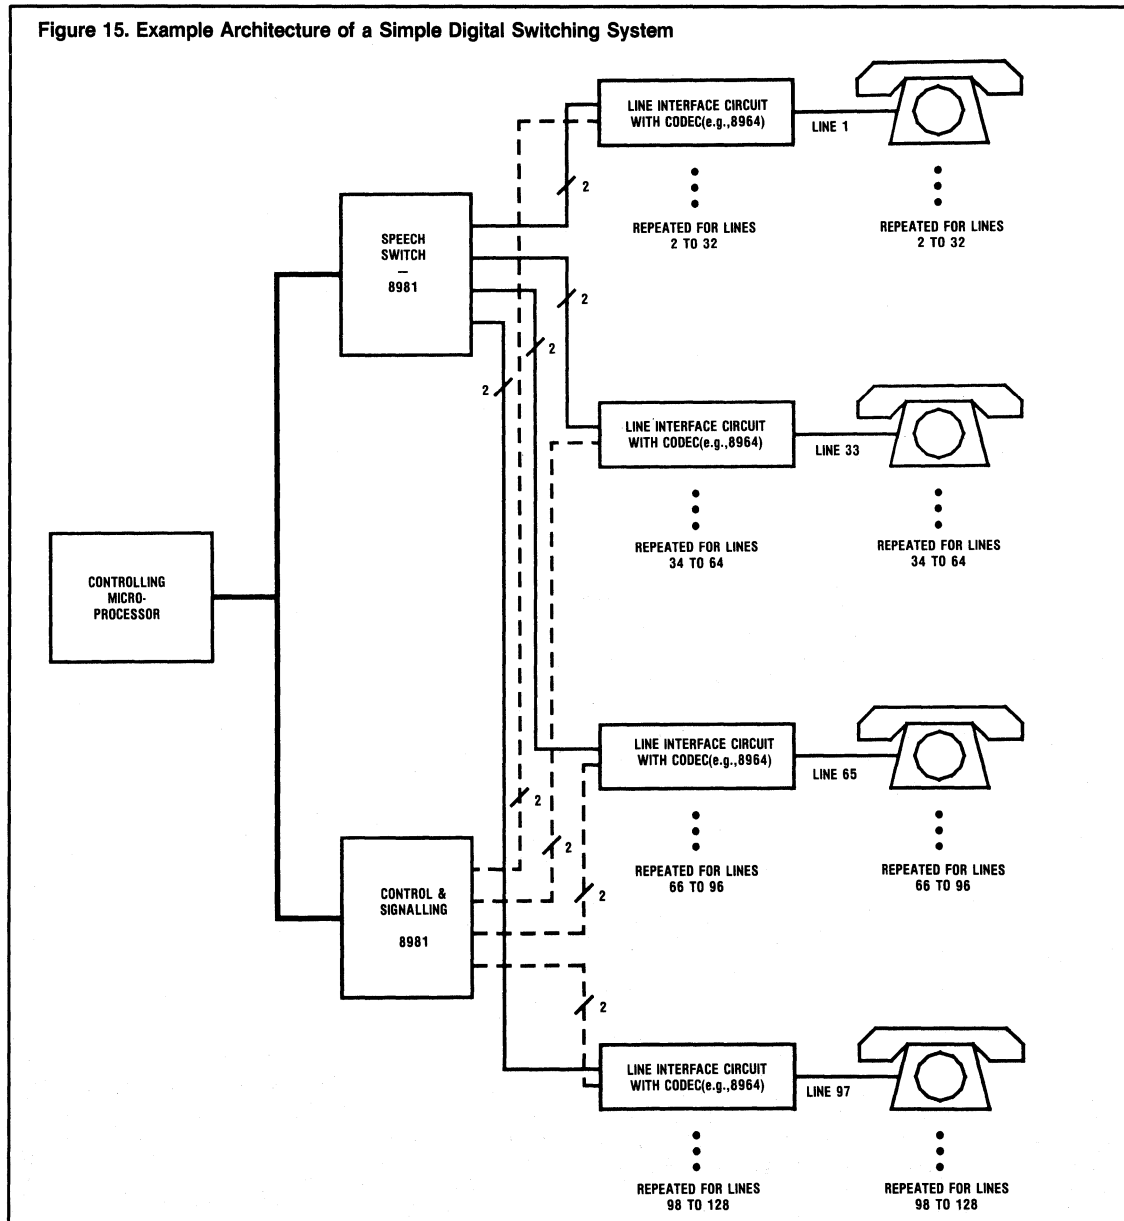 Figure 15. Example Architecture of a Simple Digital Switching System
LINE INTERFACE CIRCUIT
WITH CODEC(e.g.,8964)
LINE 1
2
REPEATED FOR LINES
2 TO 32
REPEATED FOR LINES
2 TO 32
SPEECH
SWITCH
—
8981
2
2
2
LINE INTERFACE CIRCUIT
WITH CODEC(e.g.,8964)
LINE 33
REPEATED FOR LINES
34 TO 64
REPEATED FOR LINES
34 TO 64
CONTROLLING
MICRO-
PROCESSOR
LINE INTERFACE CIRCUIT
WITH CODEC(e.g.,8964)
LINE 65
2
2
REPEATED FOR LINES
66 TO 96
REPEATED FOR LINES
66 TO 96
CONTROL &
SIGNALLING
8981
2
2
LINE INTERFACE CIRCUIT
WITH CODEC(e.g.,8964)
LINE 97
REPEATED FOR LINES
98 TO 128
REPEATED FOR LINES
98 TO 128